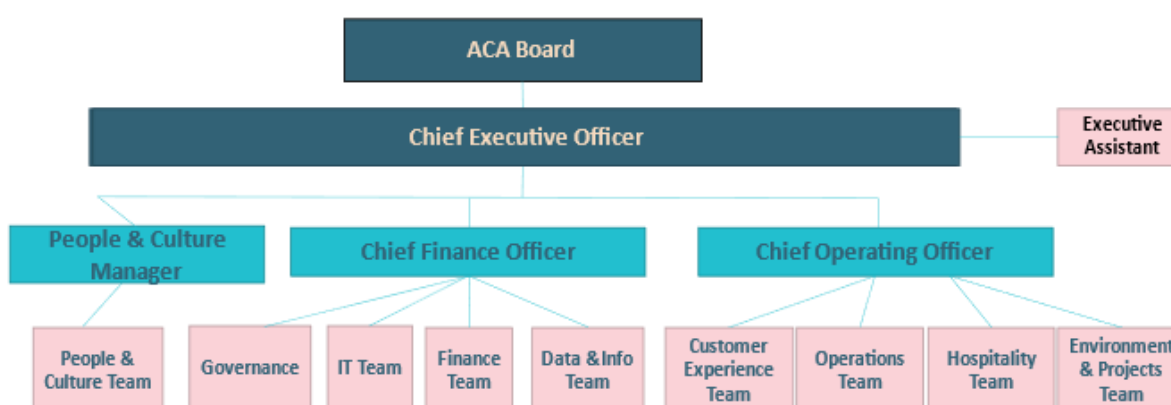 ACA Board
Chief Executive Officer
Executive
Assistant
People & Culture
Manager
Chief Finance Officer
Chief Operating Officer
People &
Culture Team
Governance
IT Team
Finance
Team
Data & Info
Team
Customer
Experience
Team
Operations
Team
Hospitality
Team
Environment
& Projects
Team